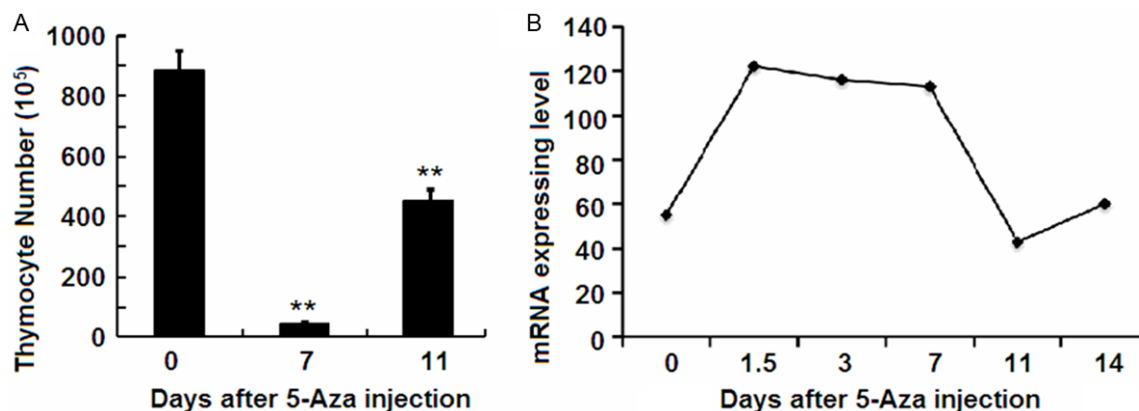 A
Thymocyte Number (10⁵)
1000
800
600
400
200
0
**
**
0 7 11
Days after 5-Aza injection
B
mRNA expressing level
140
120
100
80
60
40
20
0
0 1.5 3 7 11 14
Days after 5-Aza injection